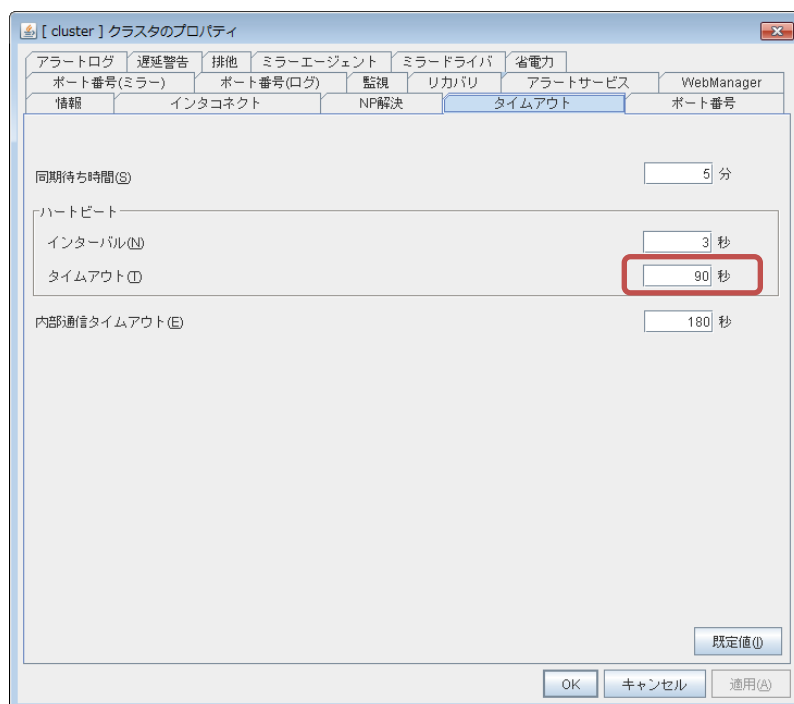 [ cluster ] クラスタのプロパティ
アラートログ 遅延警告 排他 ミラーエージェント ミラードライバ 省電力
ポート番号(ミラー) ポート番号(ログ) 監視 リカバリ アラートサービス WebManager
情報 インタコネクト NP解決 タイムアウト ポート番号
同期待ち時間(S) 5 分
ハートビート
インターバル(N) 3 秒
タイムアウト(T) 90 秒
内部通信タイムアウト(E) 180 秒
既定値(I)
OK キャンセル 適用(A)